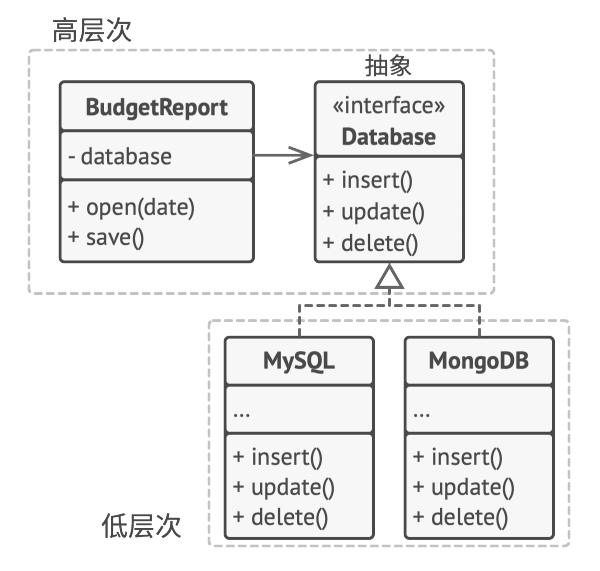 高层次
BudgetReport
- database
+ open(date)
+ save()
抽象
«interface»
Database
+ insert()
+ update()
+ delete()
MySQL
...
+ insert()
+ update()
+ delete()
MongoDB
...
+ insert()
+ update()
+ delete()
低层次